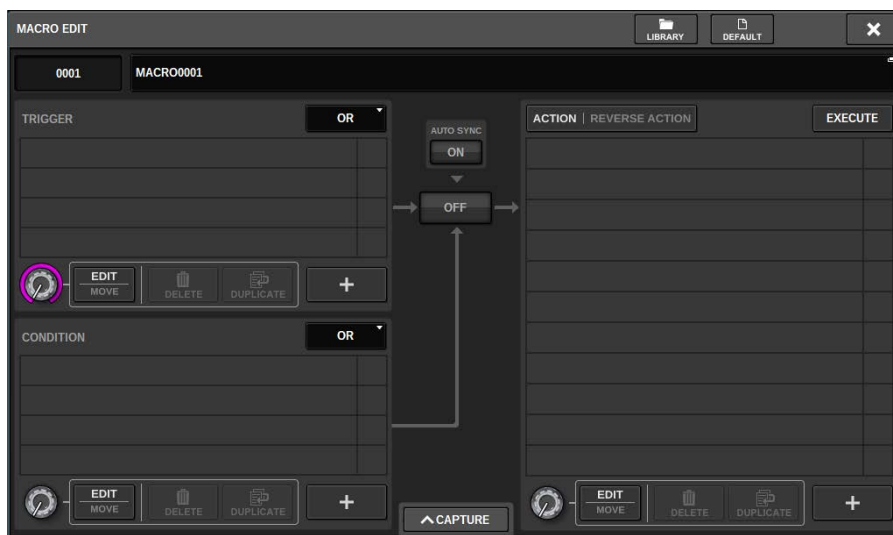 MACRO EDIT
LIBRARY
DEFAULT
0001
MACRO0001
TRIGGER
OR
AUTO SYNC
ON
OFF
ACTION | REVERSE ACTION
EXECUTE
EDIT
MOVE
DELETE
DUPLICATE
+
CONDITION
OR
EDIT
MOVE
DELETE
DUPLICATE
+
CAPTURE
EDIT
MOVE
DELETE
DUPLICATE
+